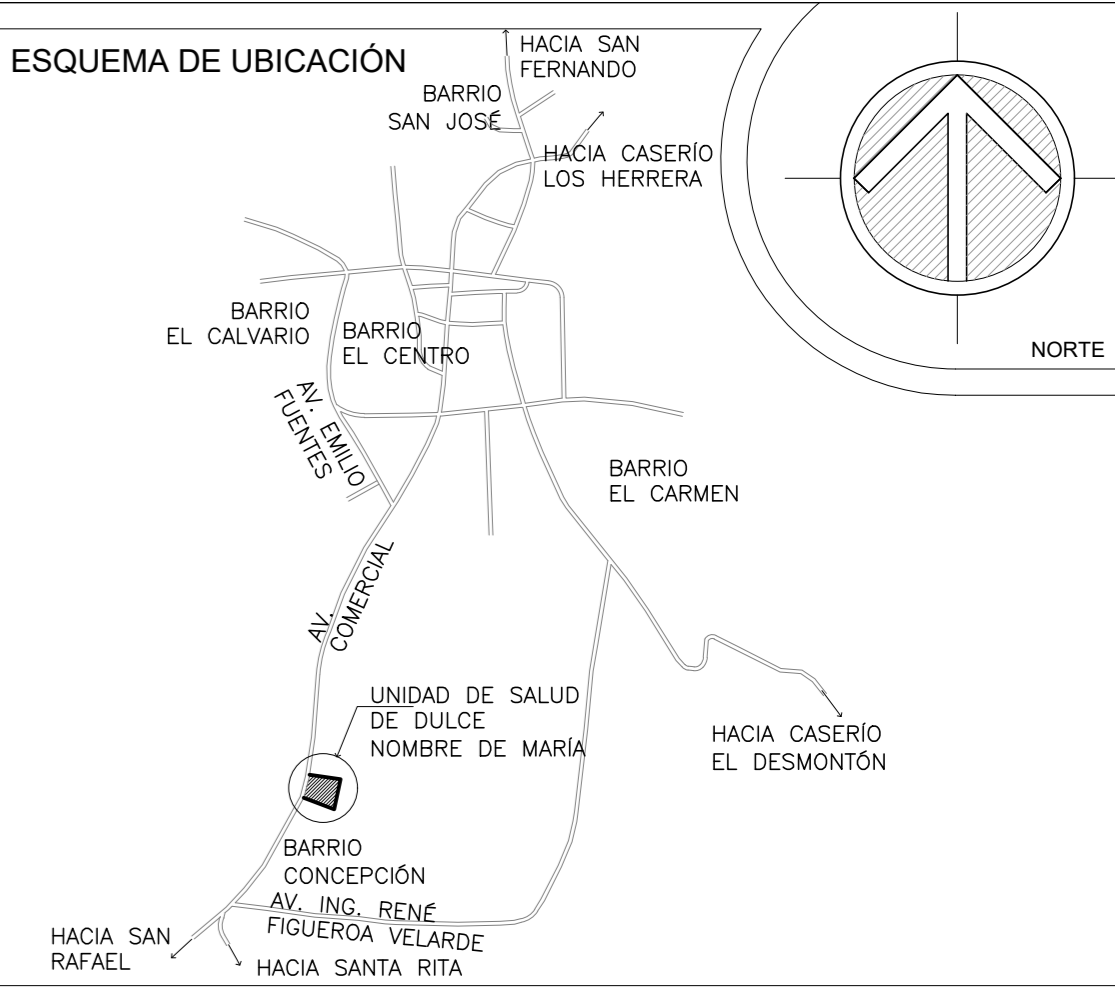 ESQUEMA DE UBICACIÓN
HACIA SAN
FERNANDO
BARRIO
SAN JOSÉ
HACIA CASERÍO
LOS HERRERA
NORTE
BARRIO
EL CALVARIO
BARRIO
EL CENTRO
AV. EMILIO
FUENTES
BARRIO
EL CARMEN
AV.
COMERCIAL
UNIDAD DE SALUD
DE DULCE
NOMBRE DE MARÍA
HACIA CASERÍO
EL DESMONTÓN
BARRIO
CONCEPCIÓN
AV. ING. RENÉ
FIGUEROA VELARDE
HACIA SAN
RAFAEL
HACIA SANTA RITA